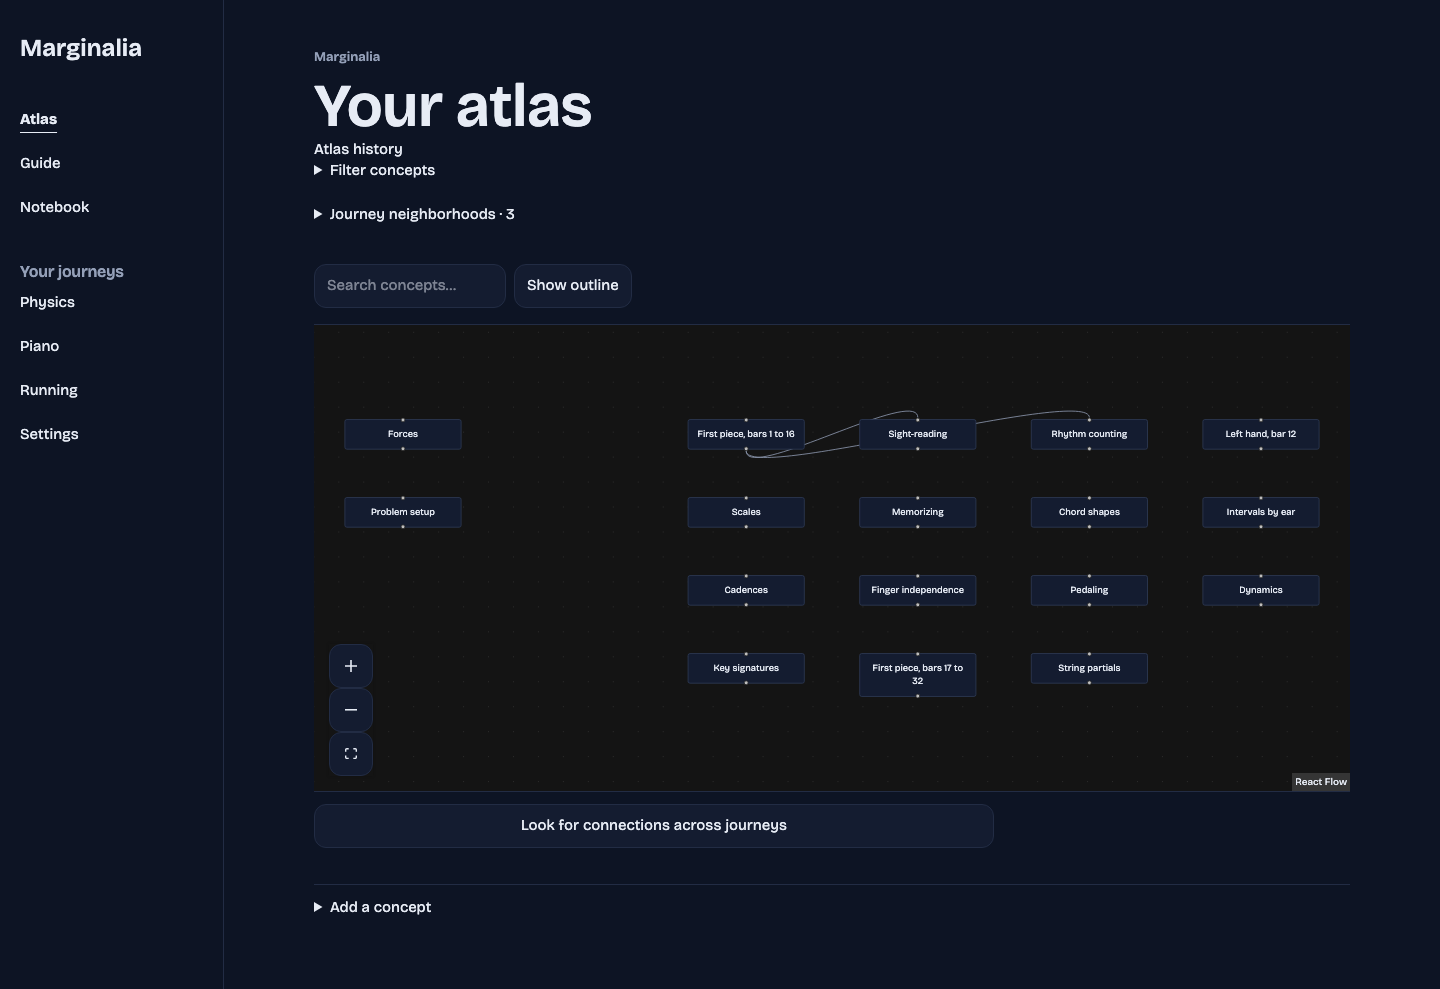 Marginalia
Atlas
Guide
Notebook
Your journeys
Physics
Piano
Running
Settings
Marginalia
Your atlas
Atlas history
Filter concepts
Journey neighborhoods · 3
Search concepts...
Show outline
Forces
First piece, bars 1 to 16
Sight-reading
Rhythm counting
Left hand, bar 12
Problem setup
Scales
Memorizing
Chord shapes
Intervals by ear
Cadences
Finger independence
Pedaling
Dynamics
Key signatures
First piece, bars 17 to
32
String partials
React Flow
Look for connections across journeys
Add a concept